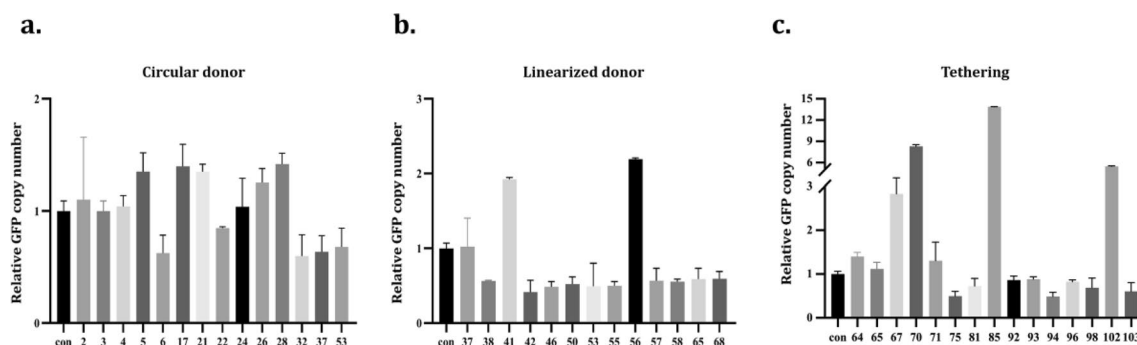 a.
Circular donor
Relative GFP copy number
2
1
0
con 2 3 4 5 6 17 21 22 24 26 28 32 37 53
b.
Linearized donor
Relative GFP copy number
3
2
1
0
con 37 38 41 42 46 50 53 55 56 57 58 65 68
c.
Tethering
Relative GFP copy number
15
12
9
6
3
2
1
0
con 64 65 67 70 71 75 81 85 92 93 94 96 98 102 103